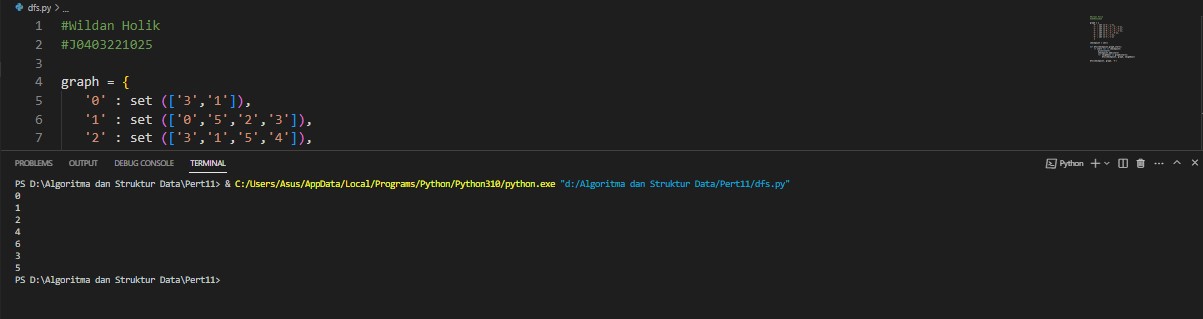 dfs.py > ...
1 #Wildan Holik
2 #J0403221025
3
4 graph = {
5 '0' : set (['3','1']),
6 '1' : set (['0','5','2','3']),
7 '2' : set (['3','1','5','4']),
PROBLEMS OUTPUT DEBUG CONSOLE TERMINAL Python
PS D:\Algoritma dan Struktur Data\Pert11> & C:/Users/Asus/AppData/Local/Programs/Python/Python310/python.exe "d:/Algoritma dan Struktur Data/Pert11/dfs.py"
0
1
2
4
6
3
5
PS D:\Algoritma dan Struktur Data\Pert11>